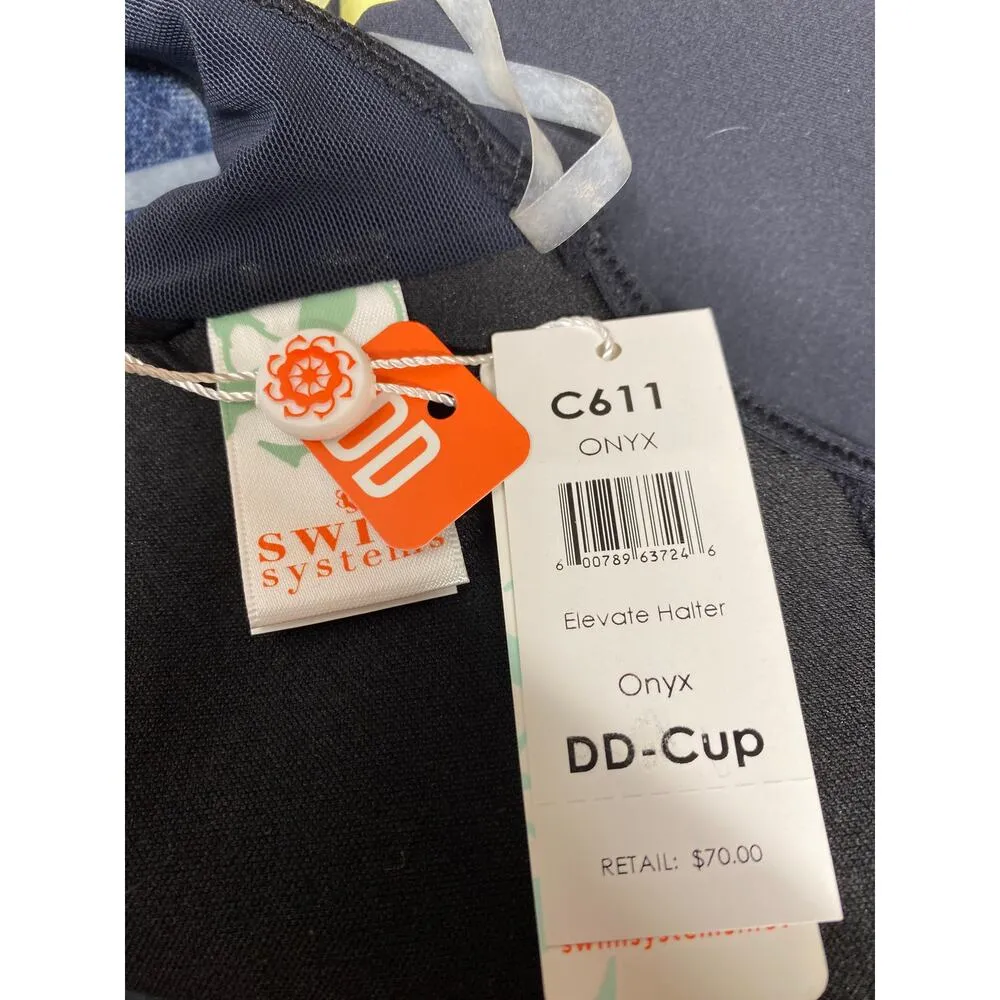 C611
ONYX
6 00789 63724 6
Elevate Halter
Onyx
DD-Cup
RETAIL: $70.00
DD
systems